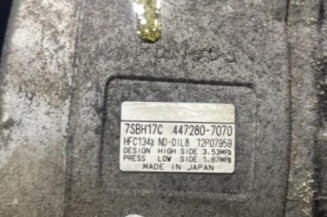 7SBH17C 447280-7070
HFC134a ND-OIL8 12P07959
DESIGN HIGH SIDE 3.53MPa
PRESS LOW SIDE 1.67MPa
MADE IN JAPAN